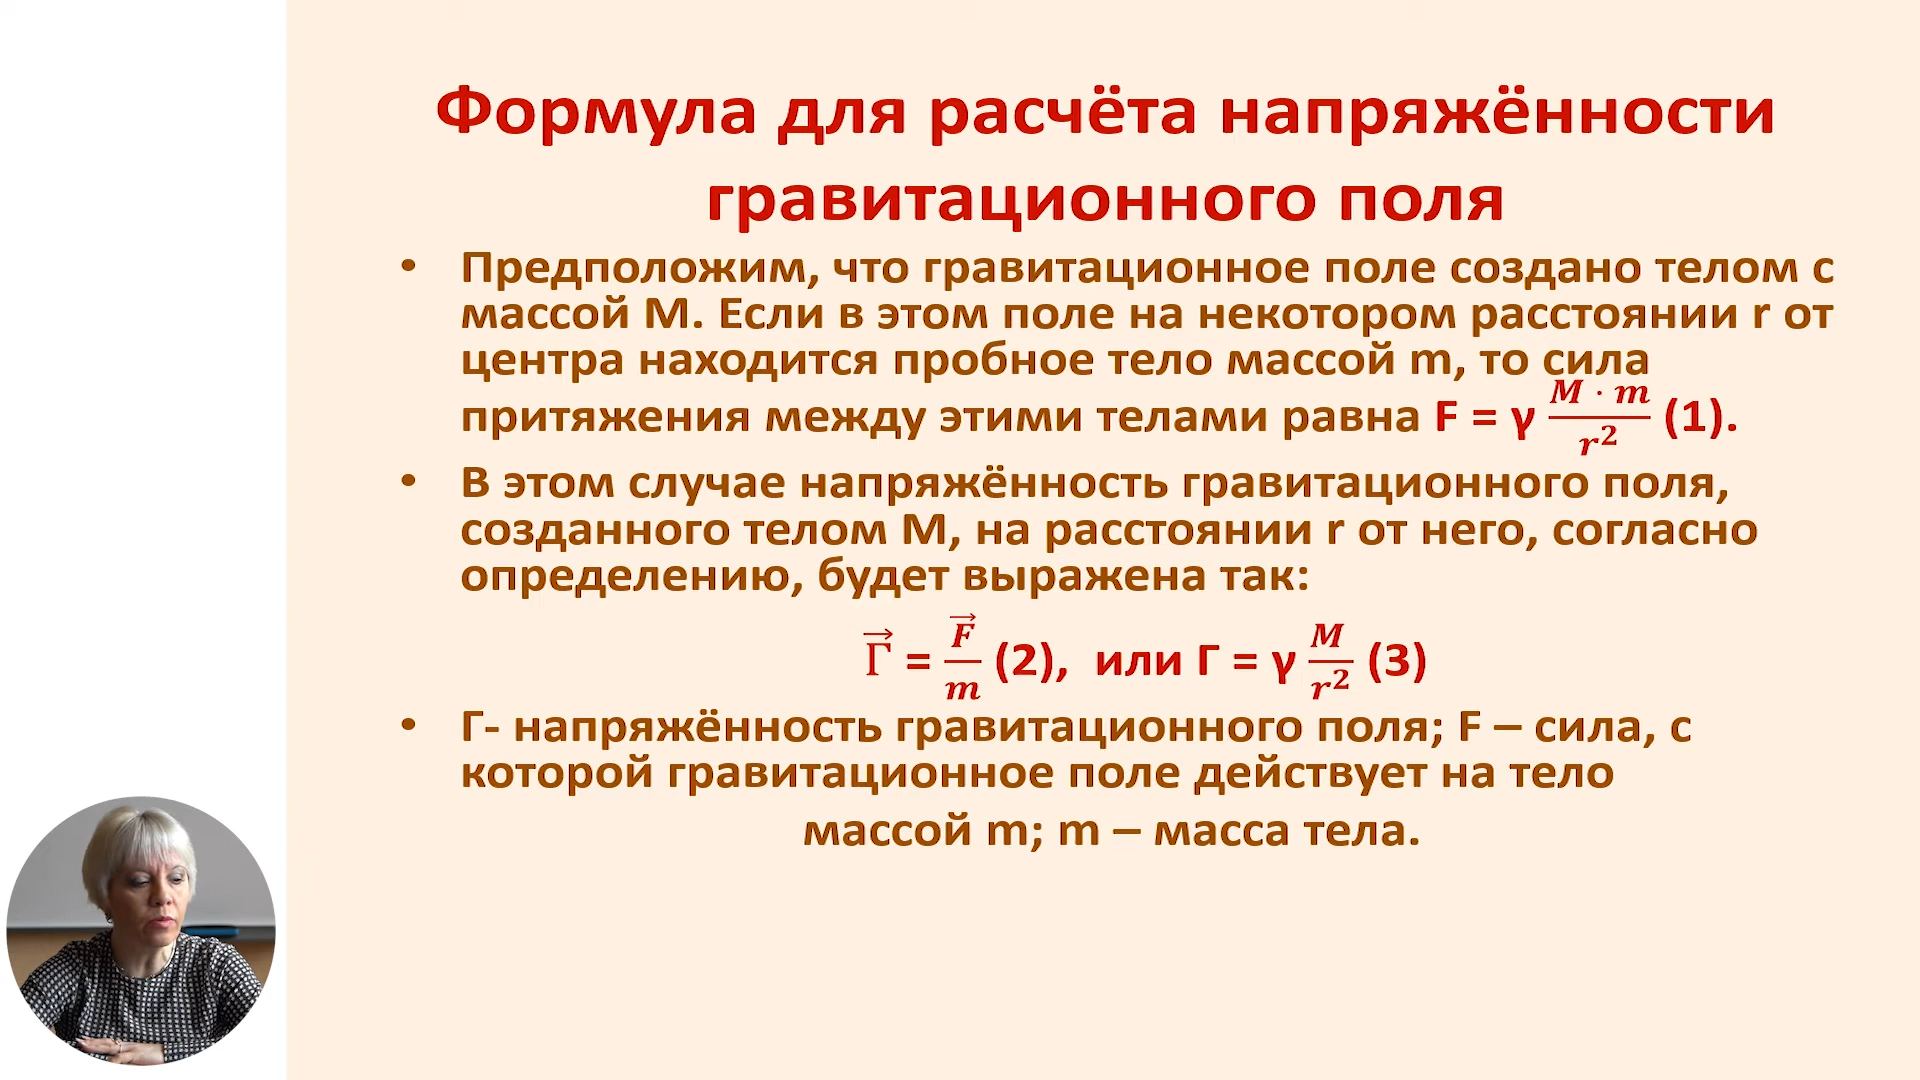 Формула для расчёта напряжённости
гравитационного поля
• Предположим, что гравитационное поле создано телом с
массой М. Если в этом поле на некотором расстоянии r от
центра находится пробное тело массой m, то сила
притяжения между этими телами равна F = γ M · m / r² (1).
• В этом случае напряжённость гравитационного поля,
созданного телом М, на расстоянии r от него, согласно
определению, будет выражена так:
Г⃗ = F⃗ / m (2), или Г = γ M / r² (3)
• Г- напряжённость гравитационного поля; F – сила, с
которой гравитационное поле действует на тело
массой m; m – масса тела.